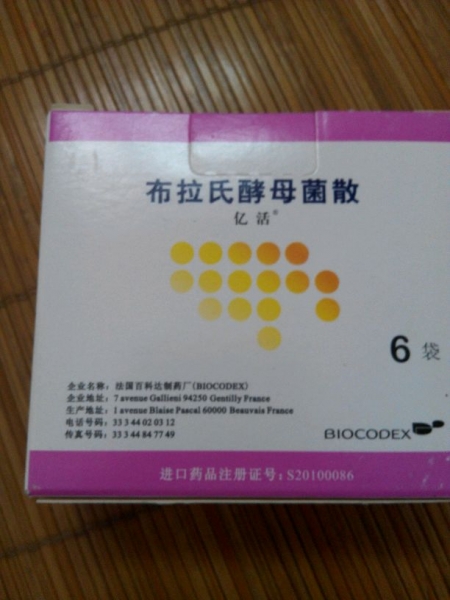 布拉氏酵母菌散
亿活®
6袋
企业名称：法国百科达制药厂(BIOCODEX)
企业地址：7 avenue Gallieni 94250 Gentilly France
生产地址：1 avenue Blaise Pascal 60000 Beauvais France
电话号码：33 3 44 02 03 12
传真号码：33 3 44 84 77 49
BIOCODEX
进口药品注册证号：S20100086